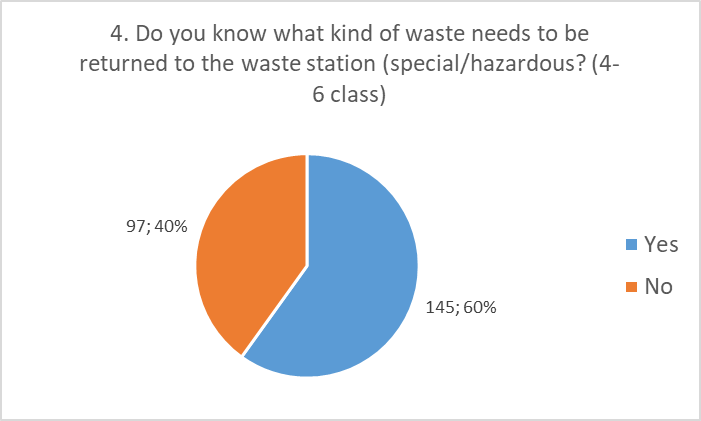 4. Do you know what kind of waste needs to be
returned to the waste station (special/hazardous? (4-
6 class)
97; 40%
145; 60%
Yes
No